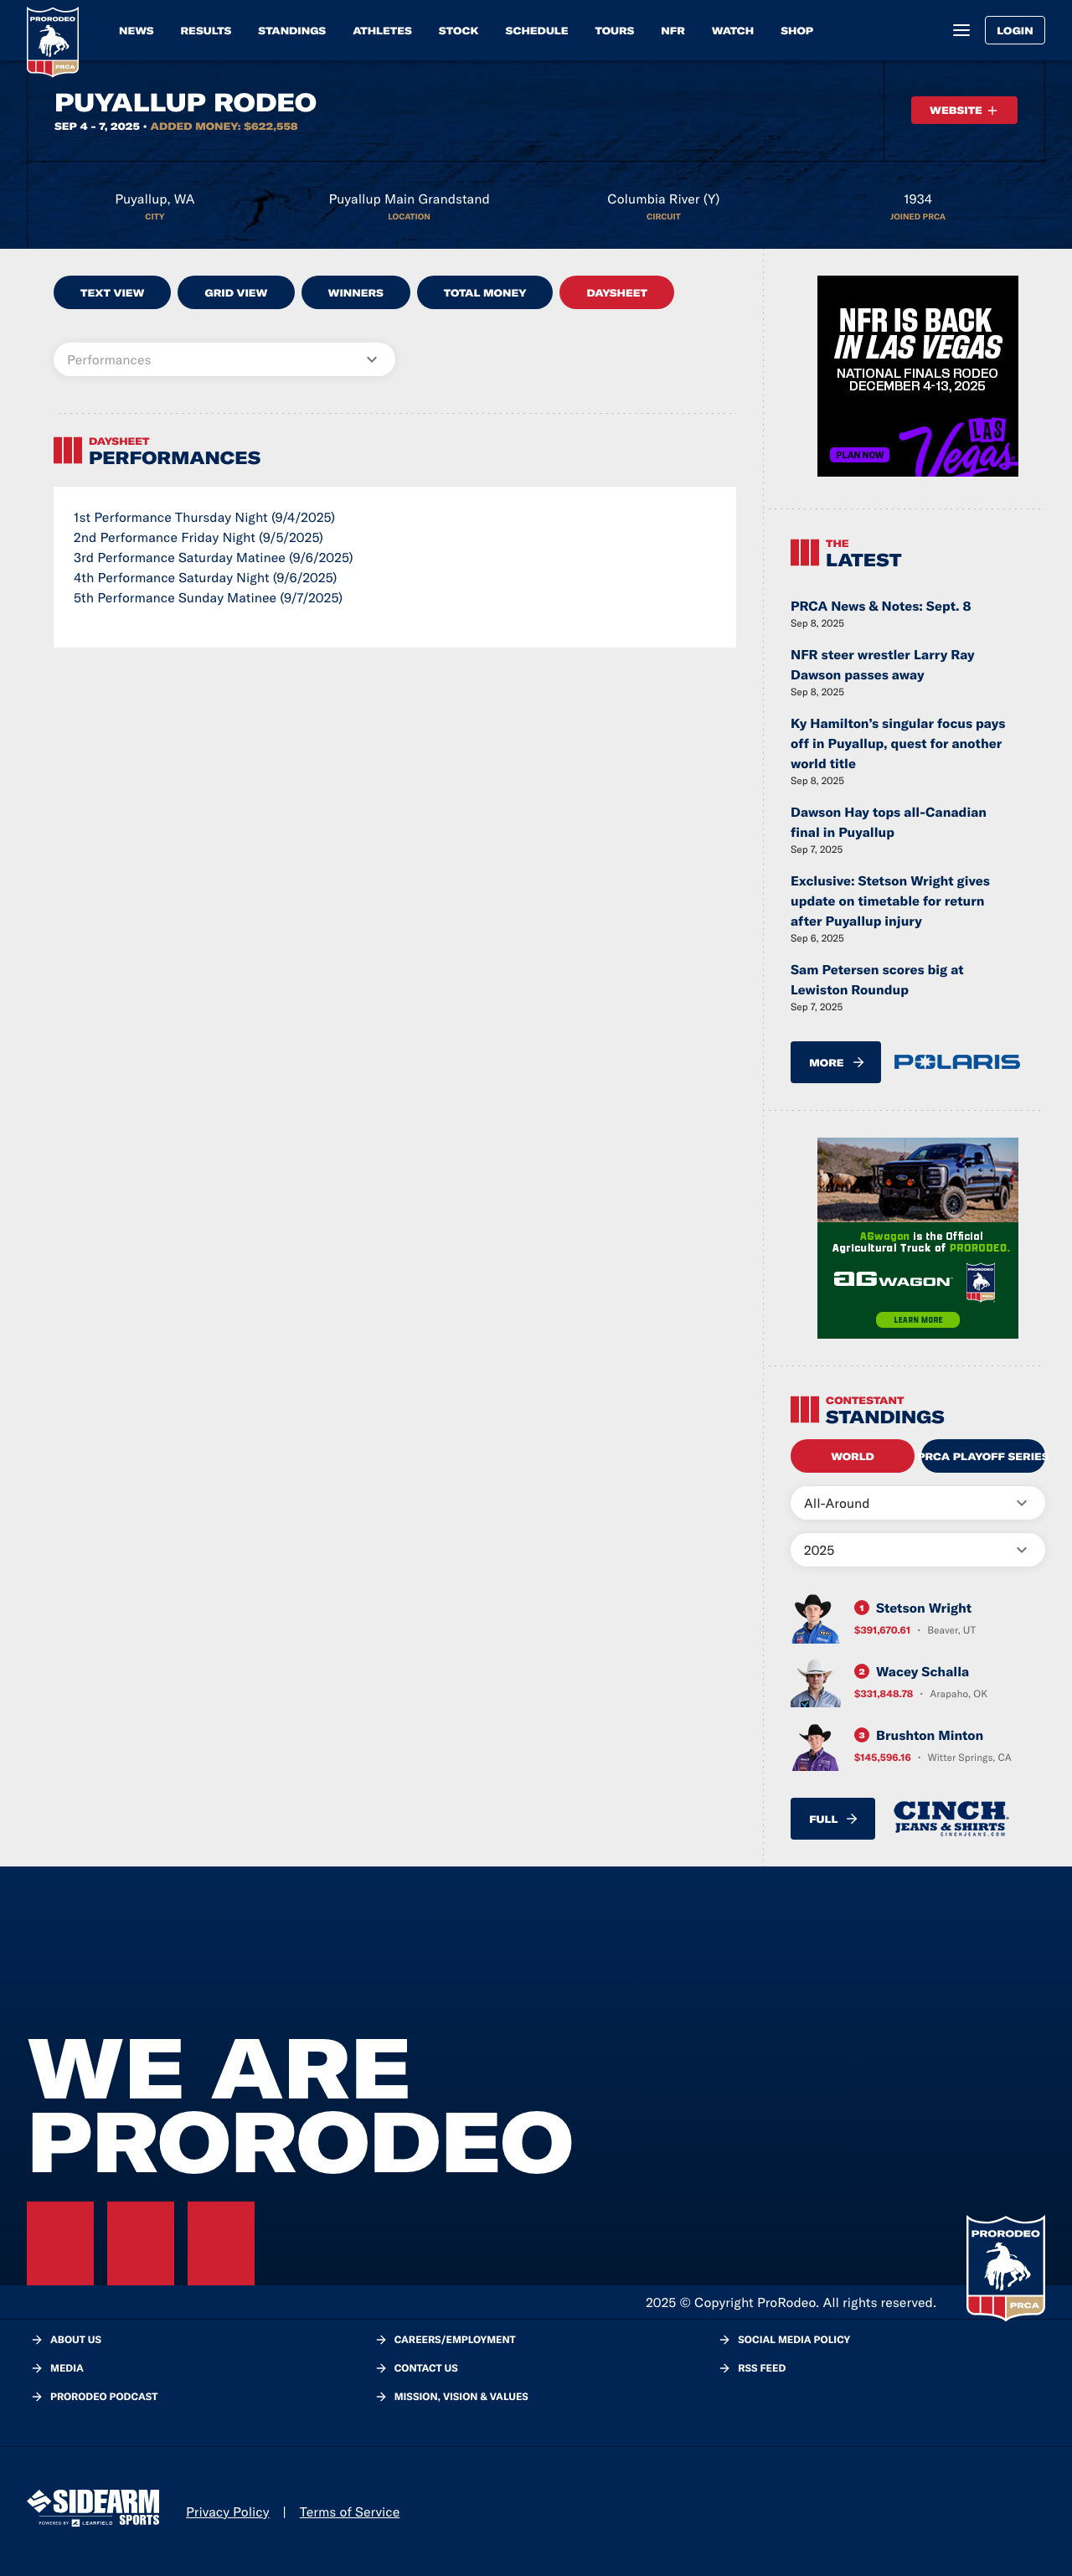 PRORODEO
PRCA
NEWS
RESULTS
STANDINGS
ATHLETES
STOCK
SCHEDULE
TOURS
NFR
WATCH
SHOP
LOGIN
PUYALLUP RODEO
SEP 4 - 7, 2025 • ADDED MONEY: $622,558
WEBSITE +
Puyallup, WA
CITY
Puyallup Main Grandstand
LOCATION
Columbia River (Y)
CIRCUIT
1934
JOINED PRCA
TEXT VIEW
GRID VIEW
WINNERS
TOTAL MONEY
DAYSHEET
Performances
DAYSHEET
PERFORMANCES
1st Performance Thursday Night (9/4/2025)
2nd Performance Friday Night (9/5/2025)
3rd Performance Saturday Matinee (9/6/2025)
4th Performance Saturday Night (9/6/2025)
5th Performance Sunday Matinee (9/7/2025)
NFR IS BACK
IN LAS VEGAS
NATIONAL FINALS RODEO
DECEMBER 4-13, 2025
PLAN NOW
LAS
Vegas
THE
LATEST
PRCA News & Notes: Sept. 8
Sep 8, 2025
NFR steer wrestler Larry Ray
Dawson passes away
Sep 8, 2025
Ky Hamilton’s singular focus pays
off in Puyallup, quest for another
world title
Sep 8, 2025
Dawson Hay tops all-Canadian
final in Puyallup
Sep 7, 2025
Exclusive: Stetson Wright gives
update on timetable for return
after Puyallup injury
Sep 6, 2025
Sam Petersen scores big at
Lewiston Roundup
Sep 7, 2025
MORE
POLARIS
AGwagon is the Official
Agricultural Truck of PRORODEO.
AGWAGON
PRORODEO
LEARN MORE
CONTESTANT
STANDINGS
WORLD
PRCA PLAYOFF SERIES
All-Around
2025
1 Stetson Wright
$391,670.61 • Beaver, UT
2 Wacey Schalla
$331,848.78 • Arapaho, OK
3 Brushton Minton
$145,596.16 • Witter Springs, CA
FULL
CINCH
JEANS & SHIRTS
CINCHJEANS.COM
WE ARE
PRORODEO
PRORODEO
PRCA
2025 © Copyright ProRodeo. All rights reserved.
ABOUT US
CAREERS/EMPLOYMENT
SOCIAL MEDIA POLICY
MEDIA
CONTACT US
RSS FEED
PRORODEO PODCAST
MISSION, VISION & VALUES
SIDEARM
SPORTS
POWERED BY LEARFIELD
Privacy Policy | Terms of Service